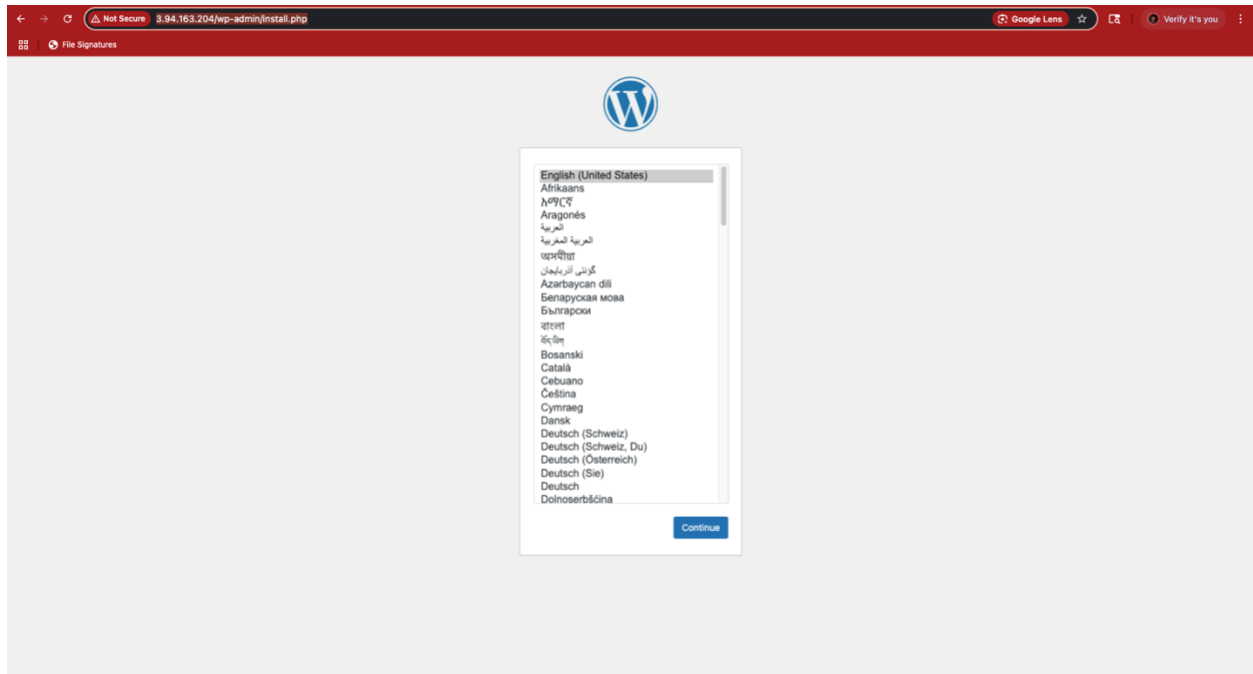 Not Secure 3.94.163.204/wp-admin/install.php Google Lens Verify it's you
File Signatures
English (United States)
Afrikaans
አማርኛ
Aragonés
العربية
العربية المغربية
অসমীয়া
گؤنئی آذربایجان
Azərbaycan dili
Беларуская мова
Български
বাংলা
བོད་ཡིག
Bosanski
Català
Cebuano
Čeština
Cymraeg
Dansk
Deutsch (Schweiz)
Deutsch (Schweiz, Du)
Deutsch (Österreich)
Deutsch (Sie)
Deutsch
Dolnoserbšćina
Continue